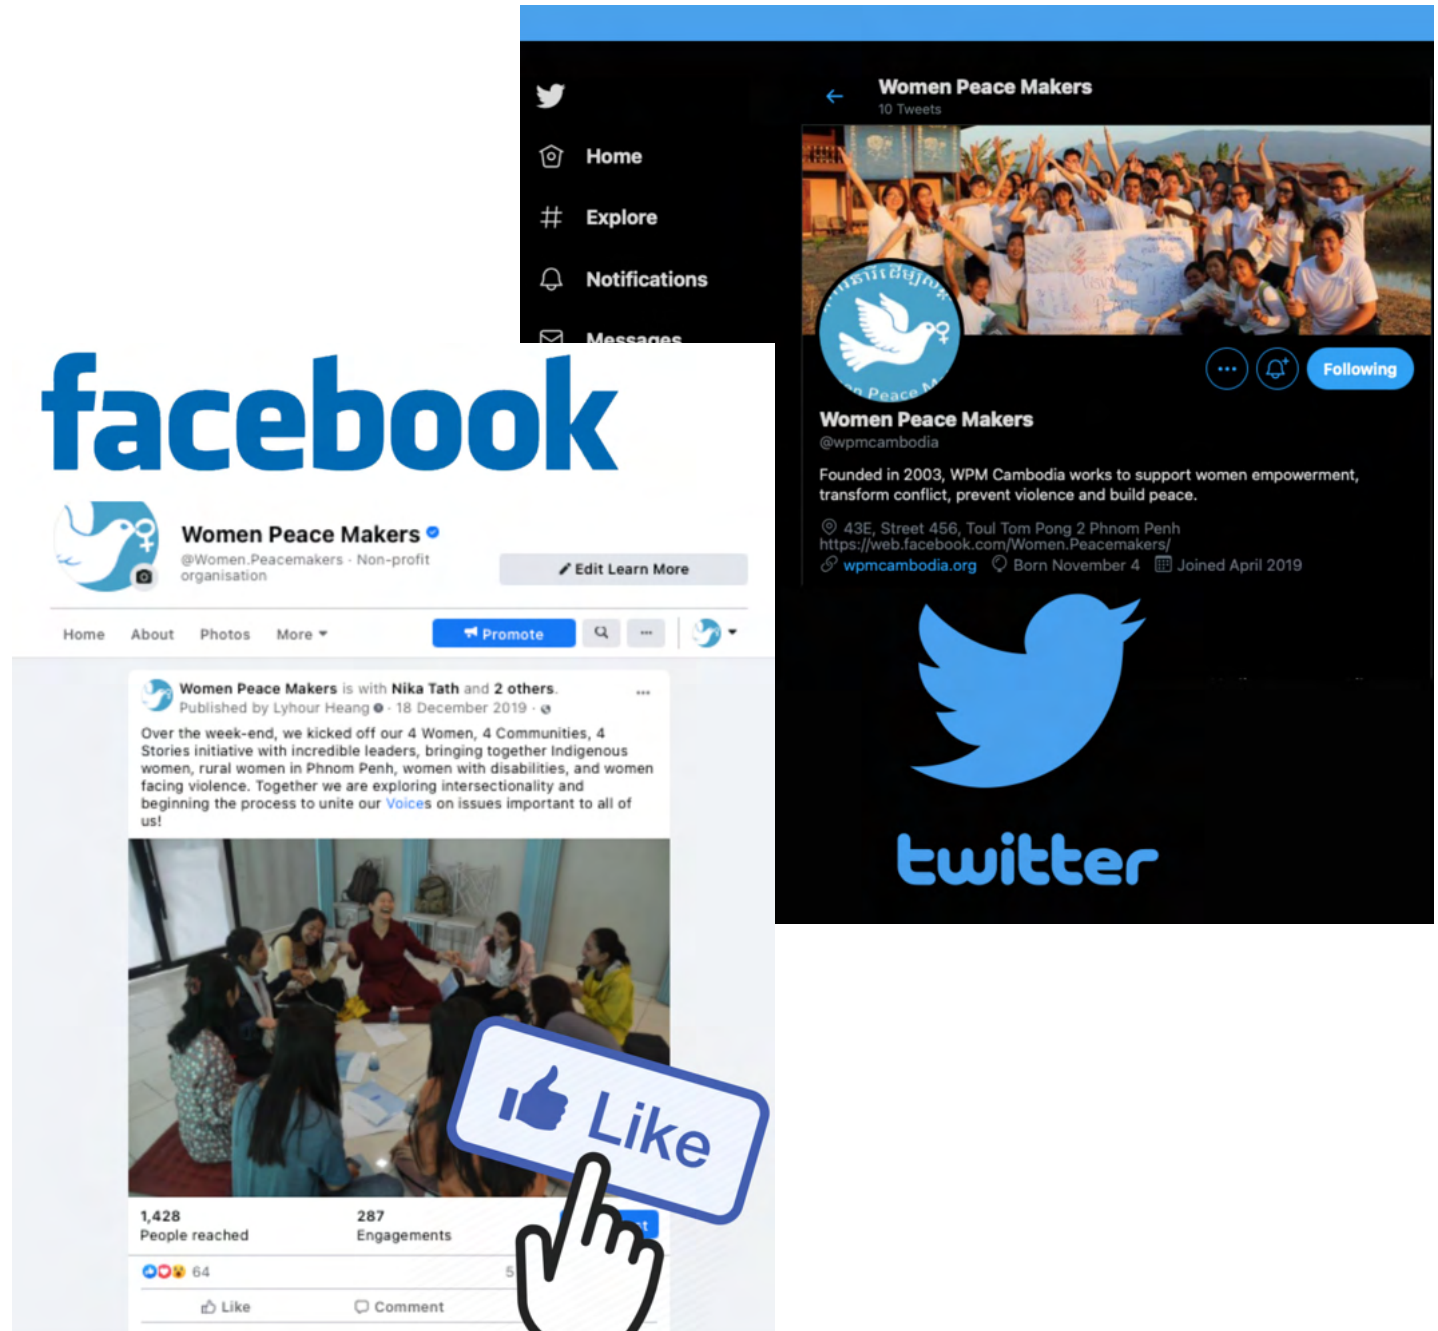 Women Peace Makers
10 Tweets
Home
Explore
Notifications
Messages
Following
Women Peace Makers
@wpmcambodia
Founded in 2003, WPM Cambodia works to support women empowerment,
transform conflict, prevent violence and build peace.
43E, Street 456, Toul Tom Pong 2 Phnom Penh
https://web.facebook.com/Women.Peacemakers/
wpmcambodia.org Born November 4 Joined April 2019
twitter
facebook
Women Peace Makers
@Women.Peacemakers · Non-profit
organisation
Edit Learn More
Home About Photos More
Promote
Women Peace Makers is with Nika Tath and 2 others.
Published by Lyhour Heang · 18 December 2019 ·
Over the week-end, we kicked off our 4 Women, 4 Communities, 4
Stories initiative with incredible leaders, bringing together Indigenous
women, rural women in Phnom Penh, women with disabilities, and women
facing violence. Together we are exploring intersectionality and
beginning the process to unite our Voices on issues important to all of
us!
Like
1,428 287
People reached Engagements
64 5
Like Comment